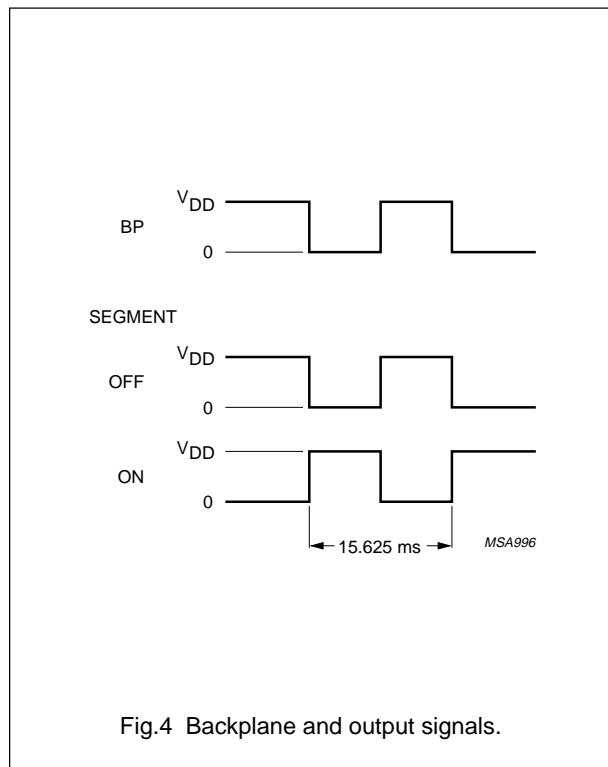 VDD
BP
0
SEGMENT
VDD
OFF
0
VDD
ON
0
15.625 ms
MSA996
Fig.4 Backplane and output signals.